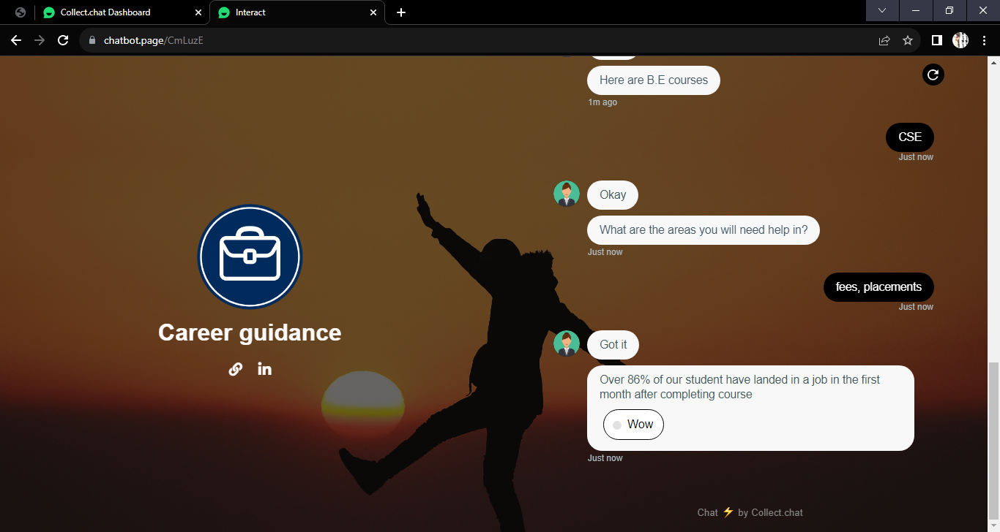 Collect.chat Dashboard
Interact
chatbot.page/CmLuzE
Here are B.E courses
1m ago
CSE
Just now
Okay
What are the areas you will need help in?
Just now
fees, placements
Just now
Got it
Over 86% of our student have landed in a job in the first
month after completing course
Wow
Just now
Career guidance
in
Chat ⚡ by Collect.chat